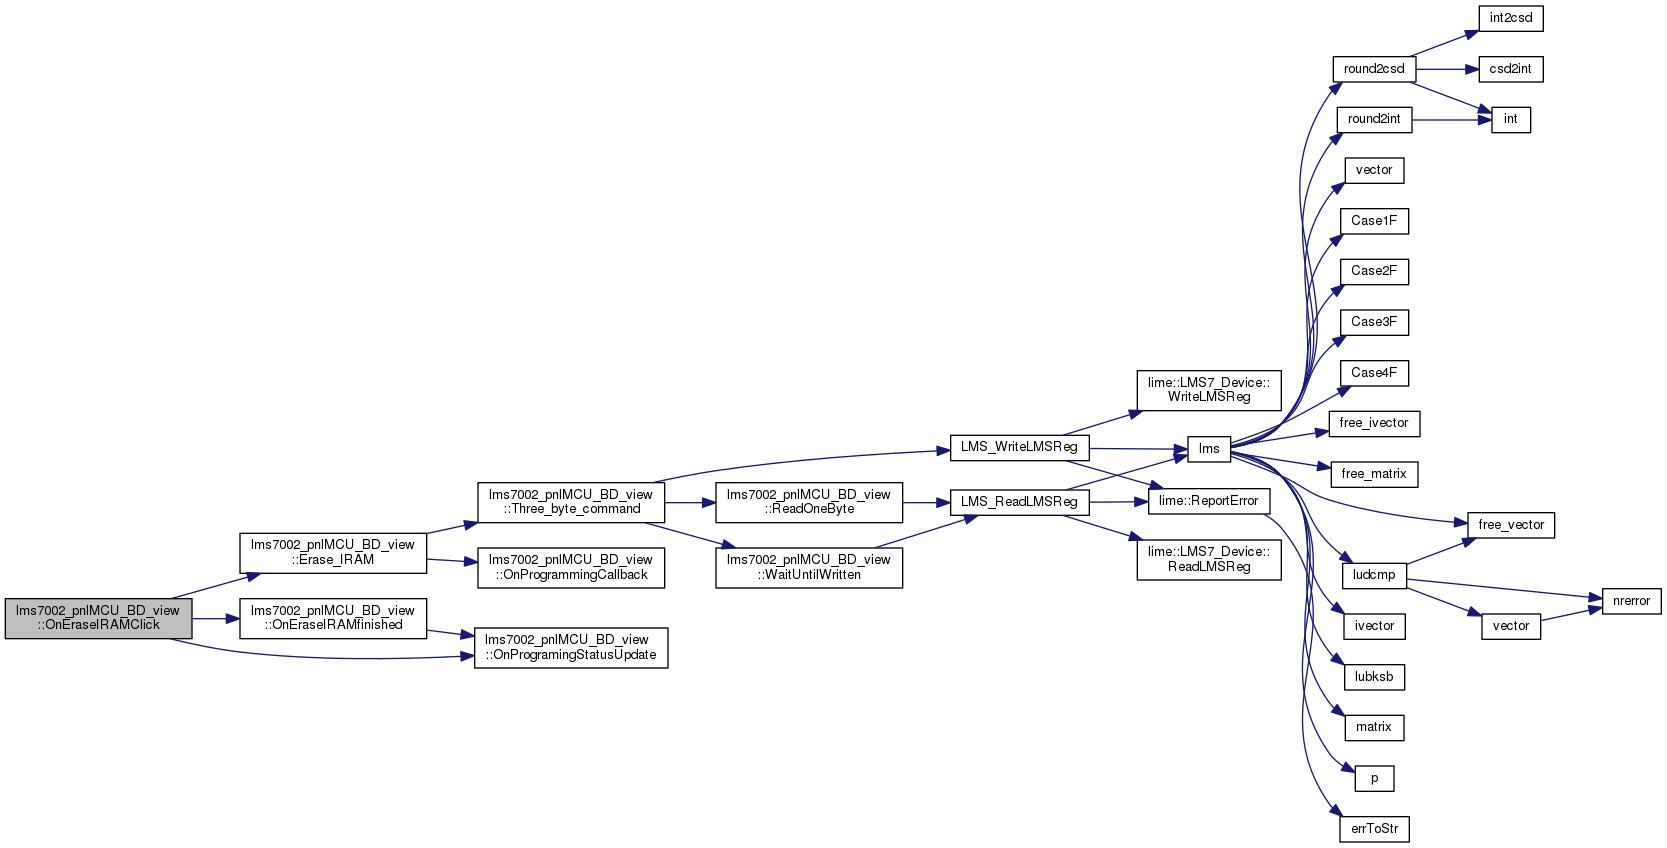 lms7002_pnlMCU_BD_view
::OnEraseIRAMClick
lms7002_pnlMCU_BD_view
::Erase_IRAM
lms7002_pnlMCU_BD_view
::OnEraseIRAMfinished
lms7002_pnlMCU_BD_view
::Three_byte_command
lms7002_pnlMCU_BD_view
::OnProgrammingCallback
lms7002_pnlMCU_BD_view
::OnProgramingStatusUpdate
lms7002_pnlMCU_BD_view
::ReadOneByte
lms7002_pnlMCU_BD_view
::WaitUntilWritten
LMS_WriteLMSReg
LMS_ReadLMSReg
lime::LMS7_Device::
WriteLMSReg
lms
lime::ReportError
lime::LMS7_Device::
ReadLMSReg
round2csd
round2int
vector
Case1F
Case2F
Case3F
Case4F
free_ivector
free_matrix
ludcmp
ivector
lubksb
matrix
p
errToStr
int2csd
csd2int
int
free_vector
vector
nrerror